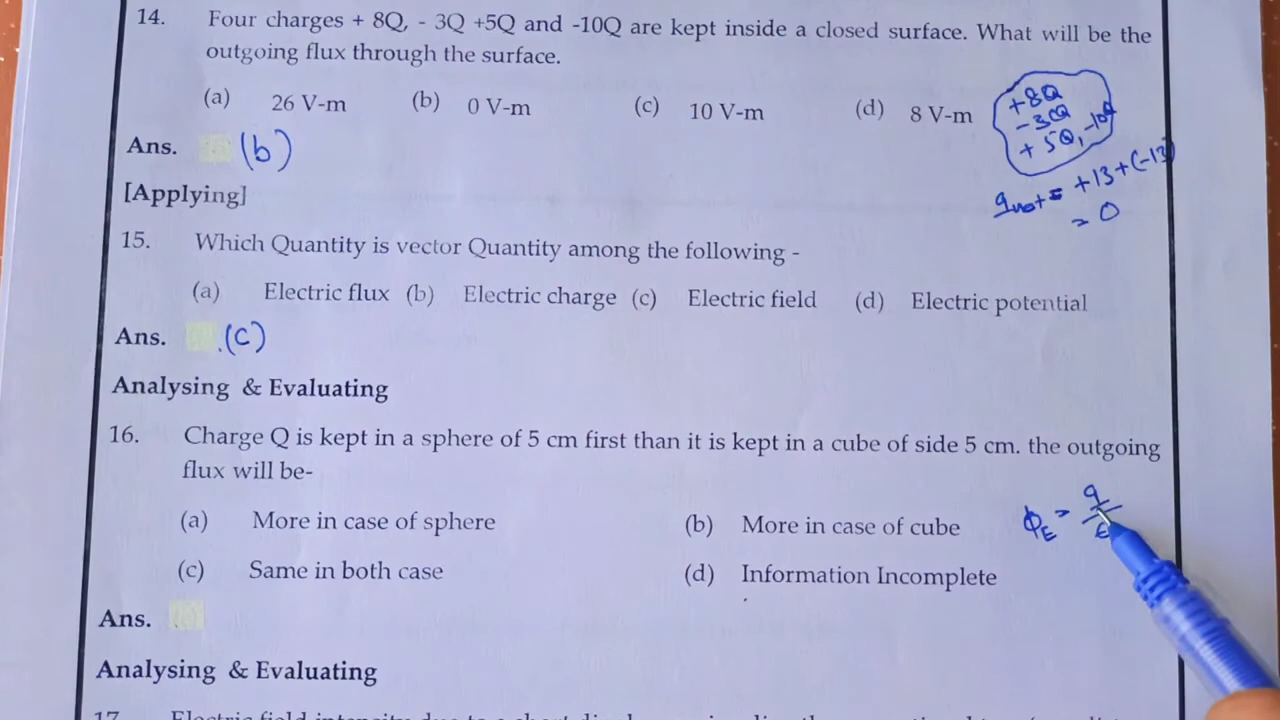 14. Four charges + 8Q, - 3Q +5Q and -10Q are kept inside a closed surface. What will be the
outgoing flux through the surface.
(a) 26 V-m (b) 0 V-m (c) 10 V-m (d) 8 V-m
+8Q
-3Q
+ 5Q, -10Q
Ans. (b)
qnet = +13+(-13)
= 0
[Applying]
15. Which Quantity is vector Quantity among the following -
(a) Electric flux (b) Electric charge (c) Electric field (d) Electric potential
Ans. .(c)
Analysing & Evaluating
16. Charge Q is kept in a sphere of 5 cm first than it is kept in a cube of side 5 cm. the outgoing
flux will be-
(a) More in case of sphere (b) More in case of cube
ϕE = q/ε
(c) Same in both case (d) Information Incomplete
Ans.
Analysing & Evaluating
17.